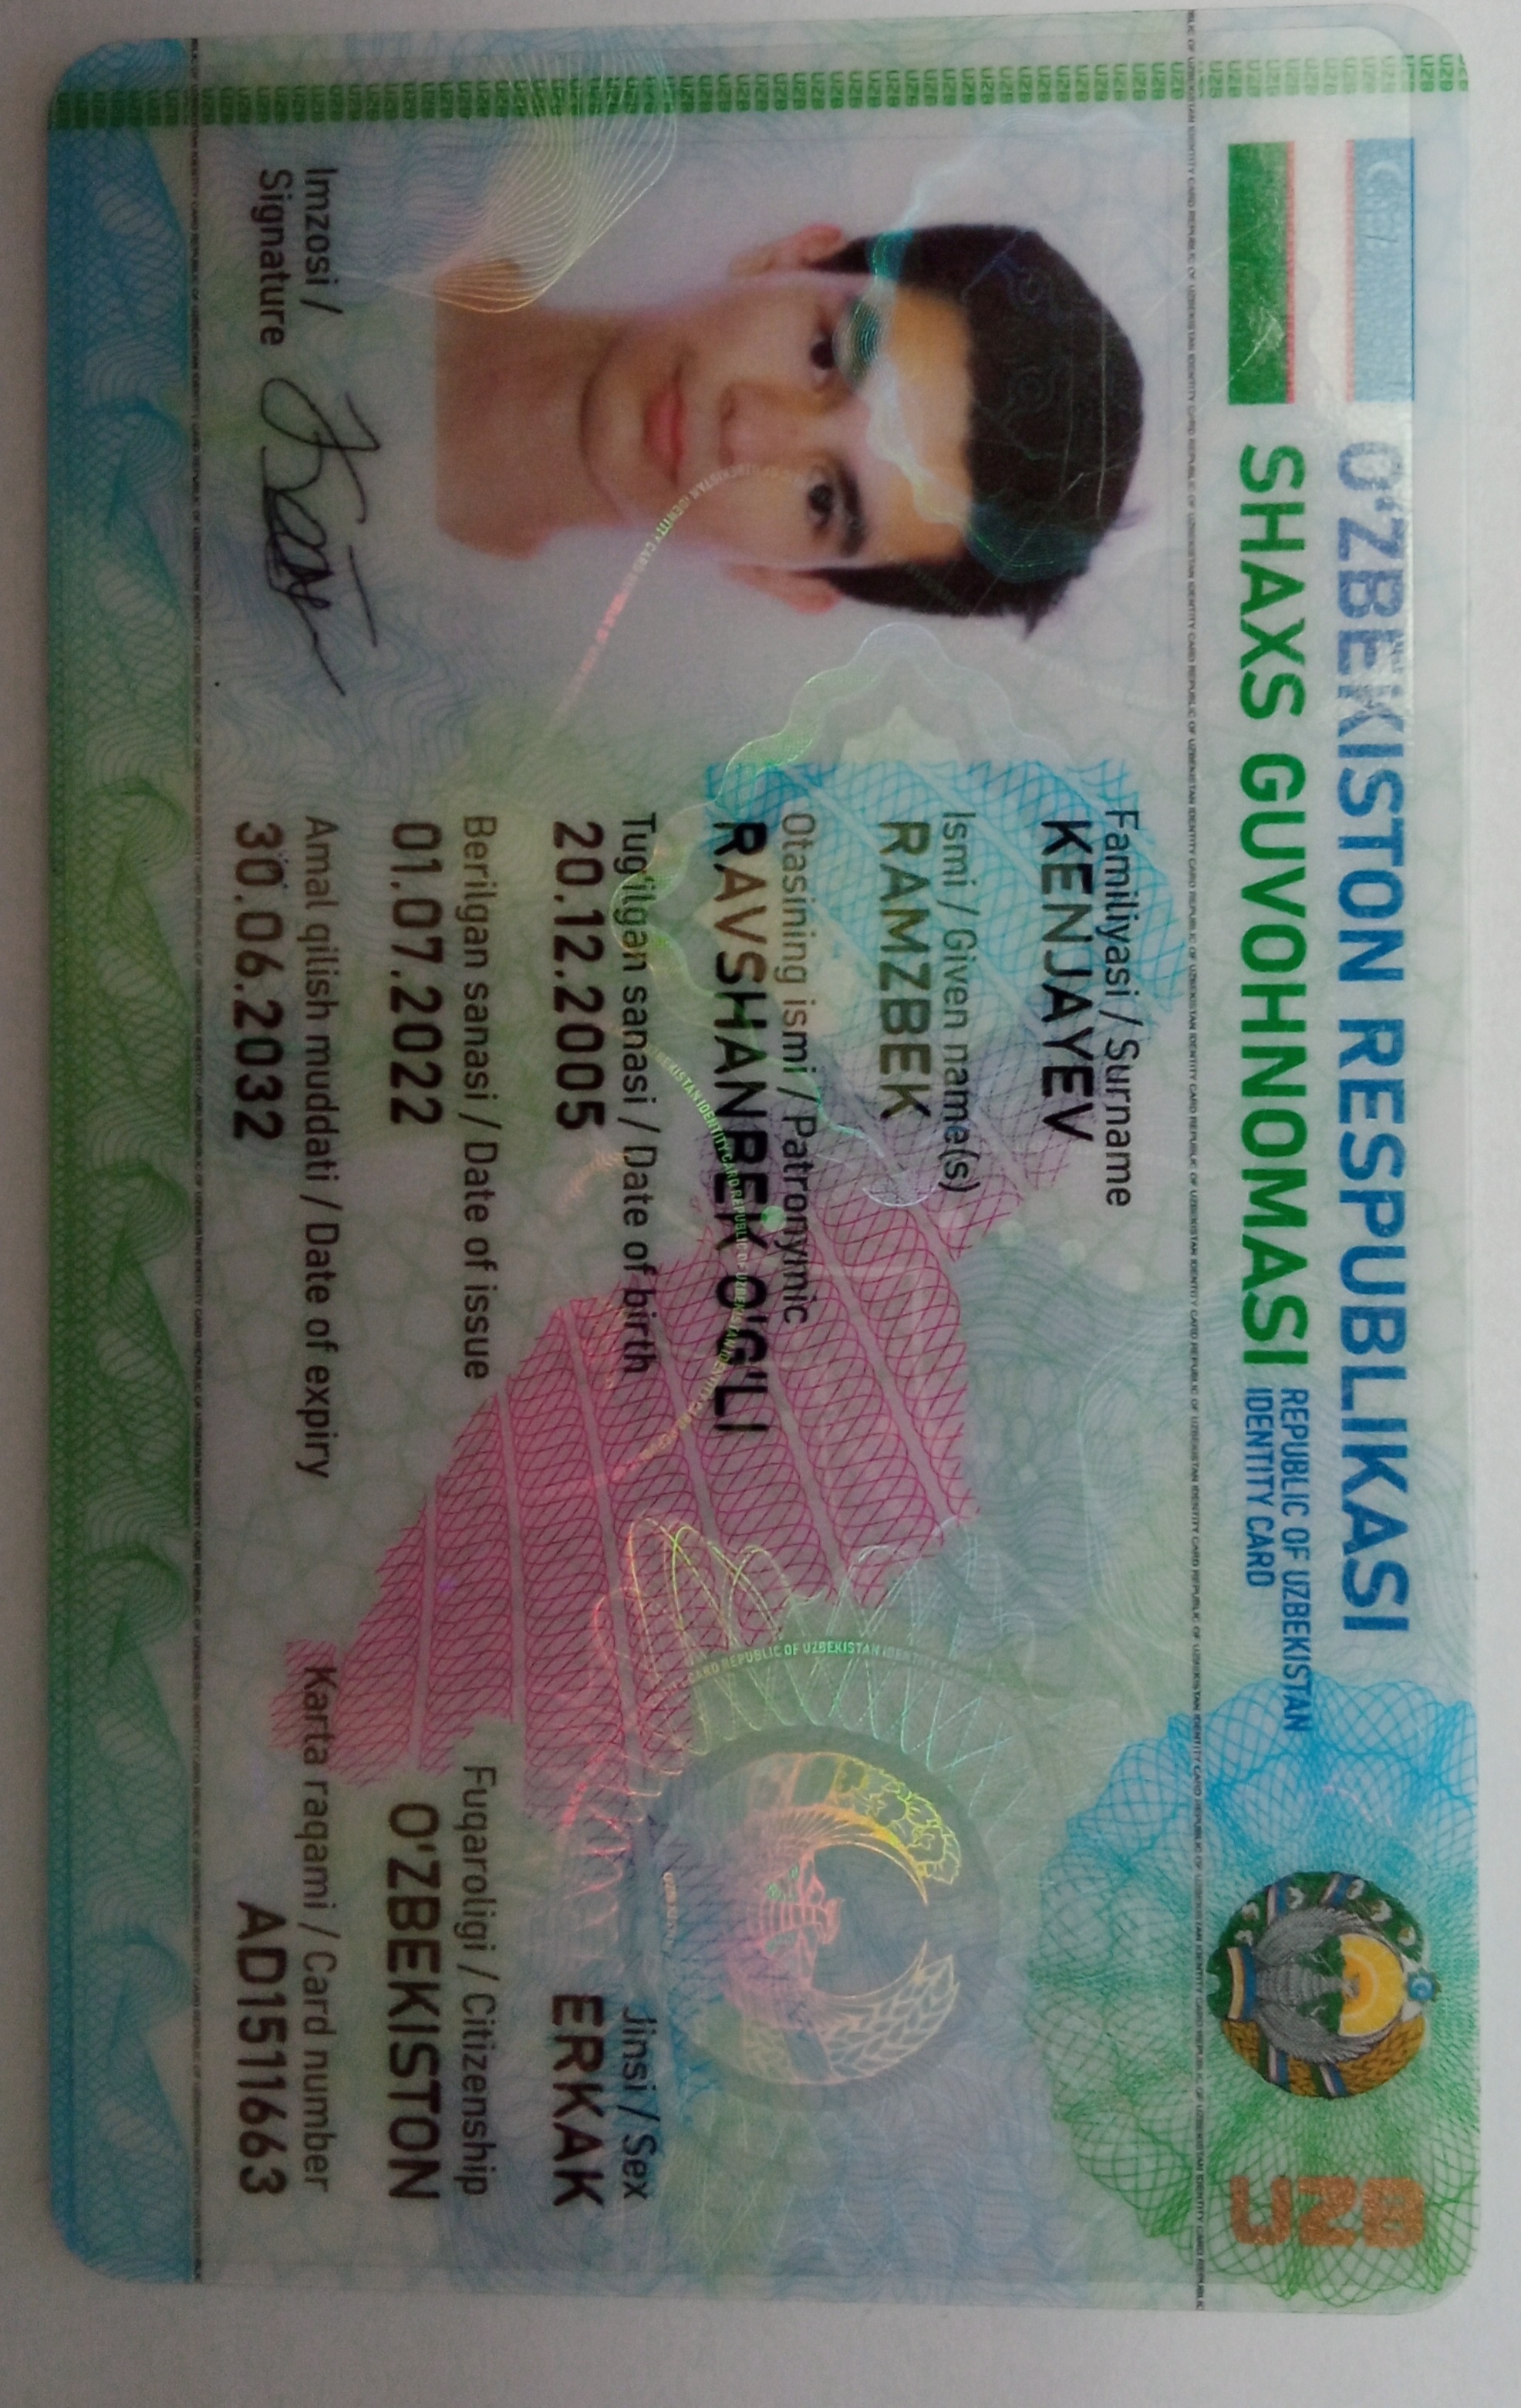 O'ZBEKISTON RESPUBLIKASI
SHAXS GUVOHNOMASI
REPUBLIC OF UZBEKISTAN
IDENTITY CARD
UZB
Familiyasi / Surname
KENJAYEV
Ismi / Given name(s)
RAMZBEK
Otasining ismi / Patronymic
RAVSHANBEK O'G'LI
Tug'ilgan sanasi / Date of birth
20.12.2005
Jinsi / Sex
ERKAK
Berilgan sanasi / Date of issue
01.07.2022
Fuqaroligi / Citizenship
O'ZBEKISTON
Amal qilish muddati / Date of expiry
30.06.2032
Karta raqami / Card number
AD1511663
Imzosi /
Signature